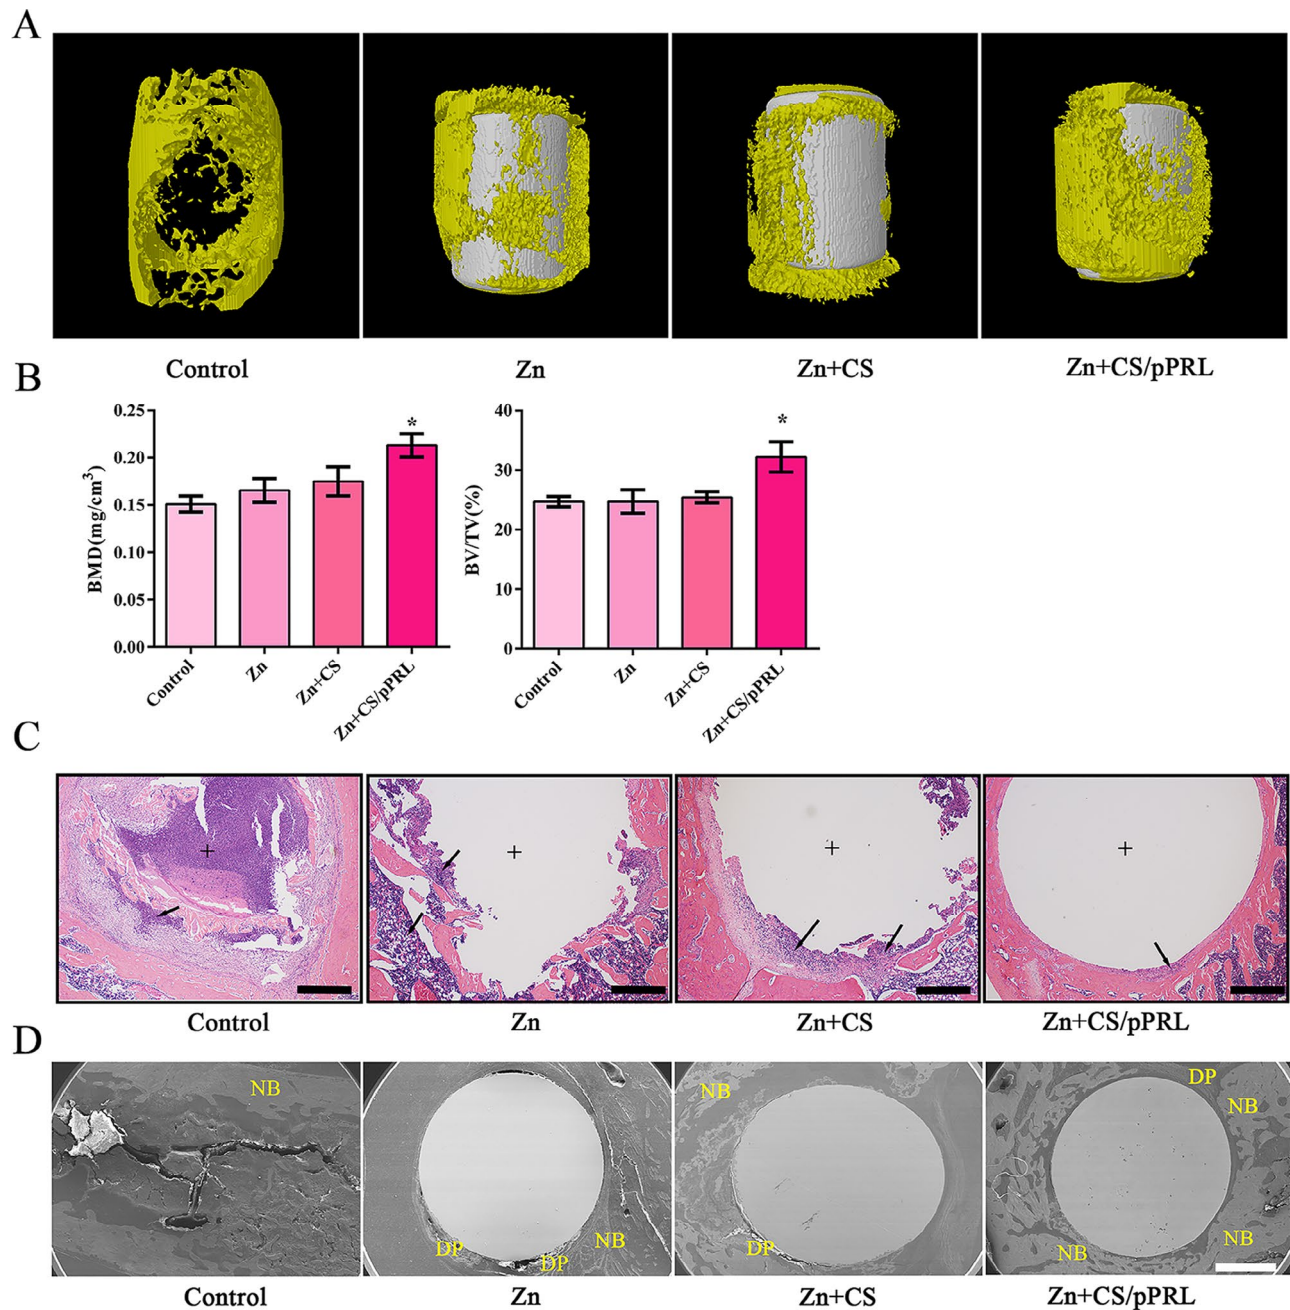 A
Control Zn Zn+CS Zn+CS/pPRL
B
0.25
0.20
0.15
0.10
0.05
0.00
BMD(mg/cm³)
*
Control Zn Zn+CS Zn+CS/pPRL
40
30
20
10
0
BV/TV(%)
*
Control Zn Zn+CS Zn+CS/pPRL
C
+ + + +
Control Zn Zn+CS Zn+CS/pPRL
D
NB
DP DP NB
NB DP
DP NB NB NB
Control Zn Zn+CS Zn+CS/pPRL